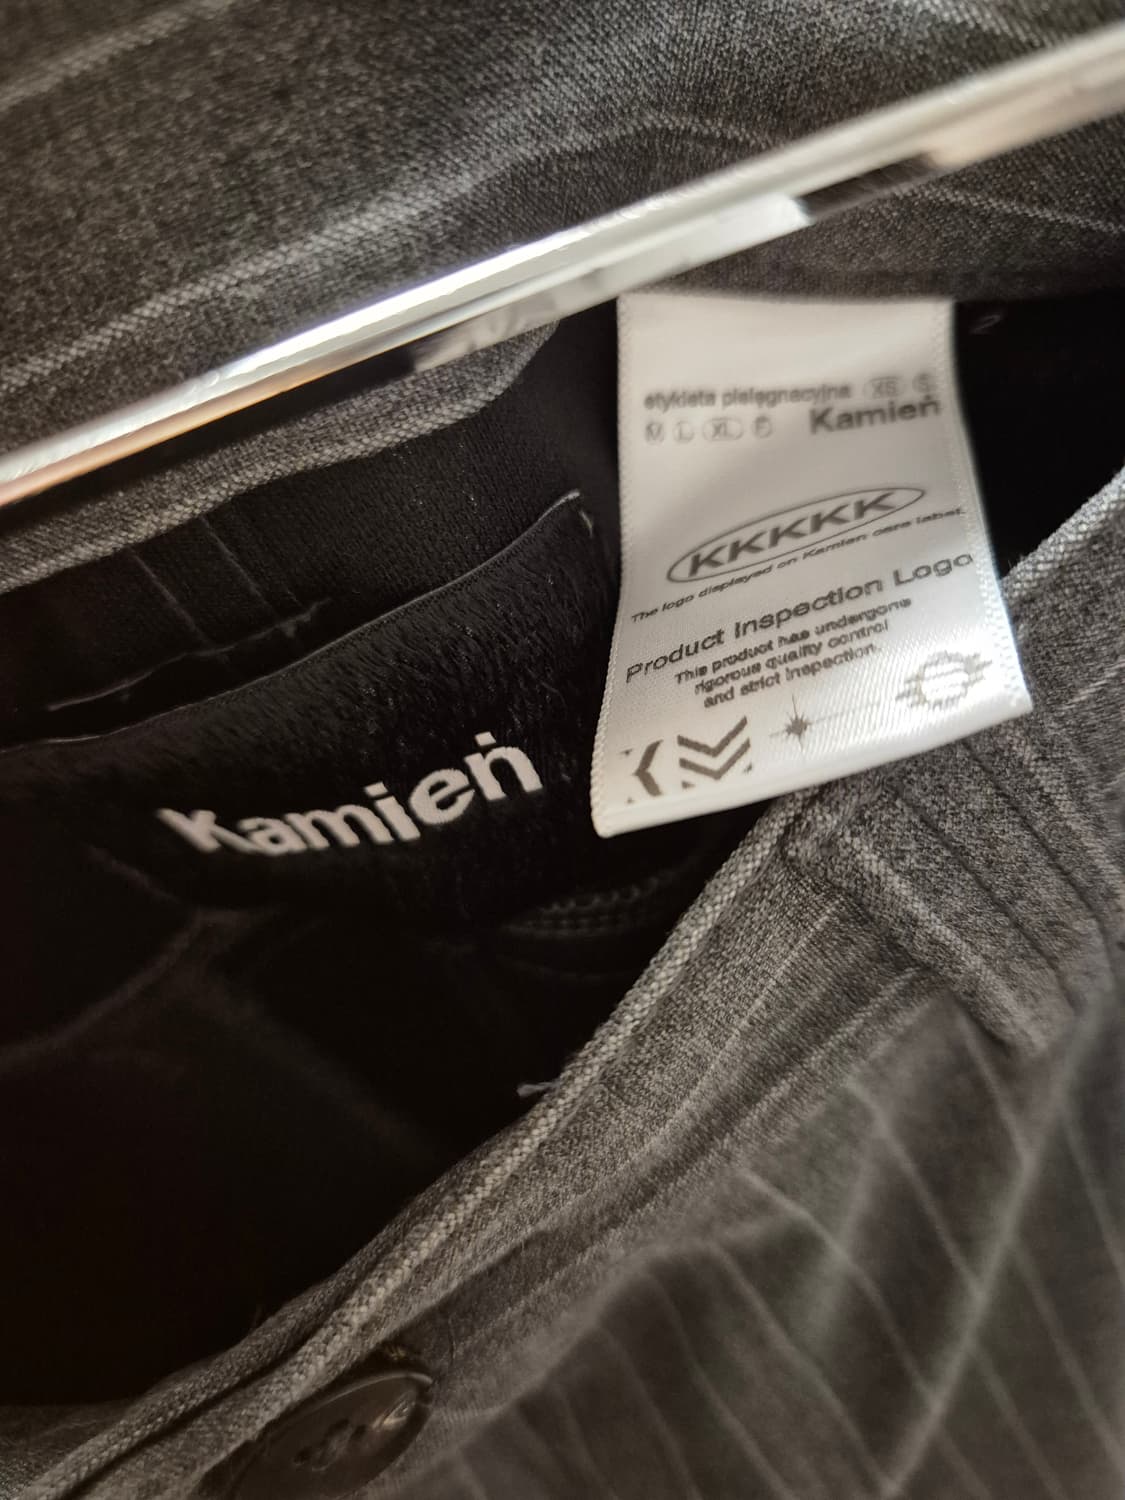 etykieta pielęgnacyjna XS S
M L XL F Kamień
KKKKK
The logo displayed on Kamien care label.
Product Inspection Logo
This product has undergone
rigorous quality control
and strict inspection.
Kamień